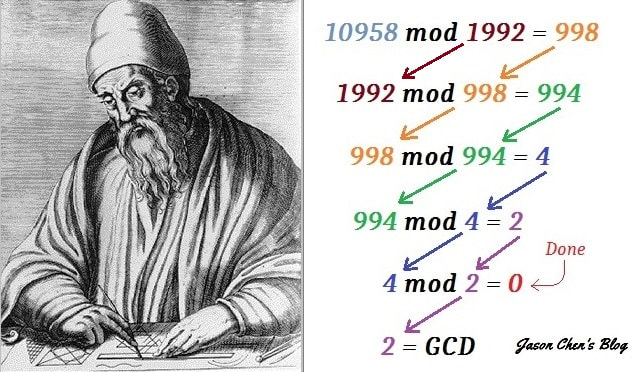 10958 mod 1992 = 998
1992 mod 998 = 994
998 mod 994 = 4
994 mod 4 = 2
Done
4 mod 2 = 0
2 = GCD
Jason Chen's Blog